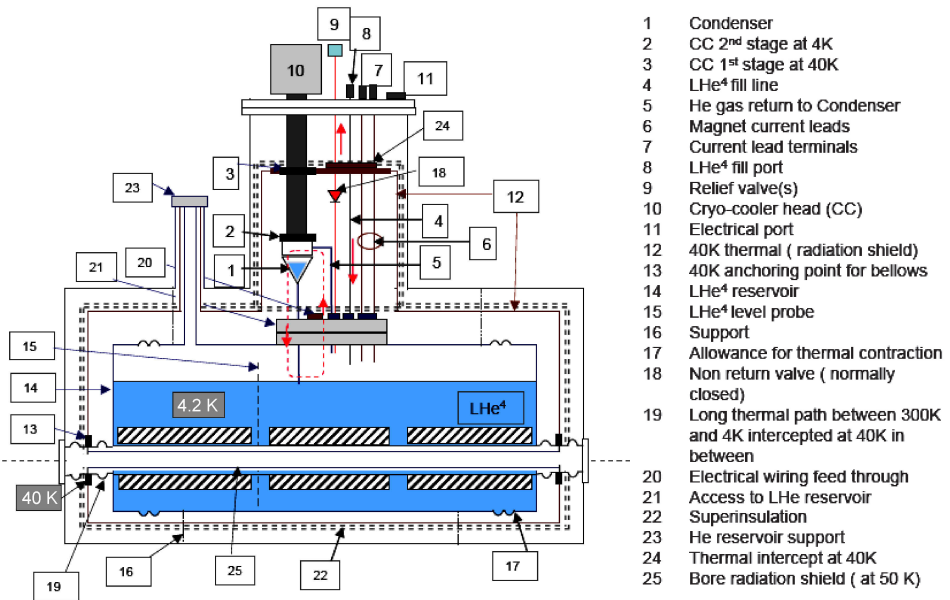 9
8
10
7
11
24
3
18
12
23
2
4
6
20
5
21
1
15
14
4.2 K
LHe⁴
13
40 K
19
16
25
22
17
1 Condenser
2 CC 2nd stage at 4K
3 CC 1st stage at 40K
4 LHe⁴ fill line
5 He gas return to Condenser
6 Magnet current leads
7 Current lead terminals
8 LHe⁴ fill port
9 Relief valve(s)
10 Cryo-cooler head (CC)
11 Electrical port
12 40K thermal ( radiation shield)
13 40K anchoring point for bellows
14 LHe⁴ reservoir
15 LHe⁴ level probe
16 Support
17 Allowance for thermal contraction
18 Non return valve ( normally
closed)
19 Long thermal path between 300K
and 4K intercepted at 40K in
between
20 Electrical wiring feed through
21 Access to LHe reservoir
22 Superinsulation
23 He reservoir support
24 Thermal intercept at 40K
25 Bore radiation shield ( at 50 K)